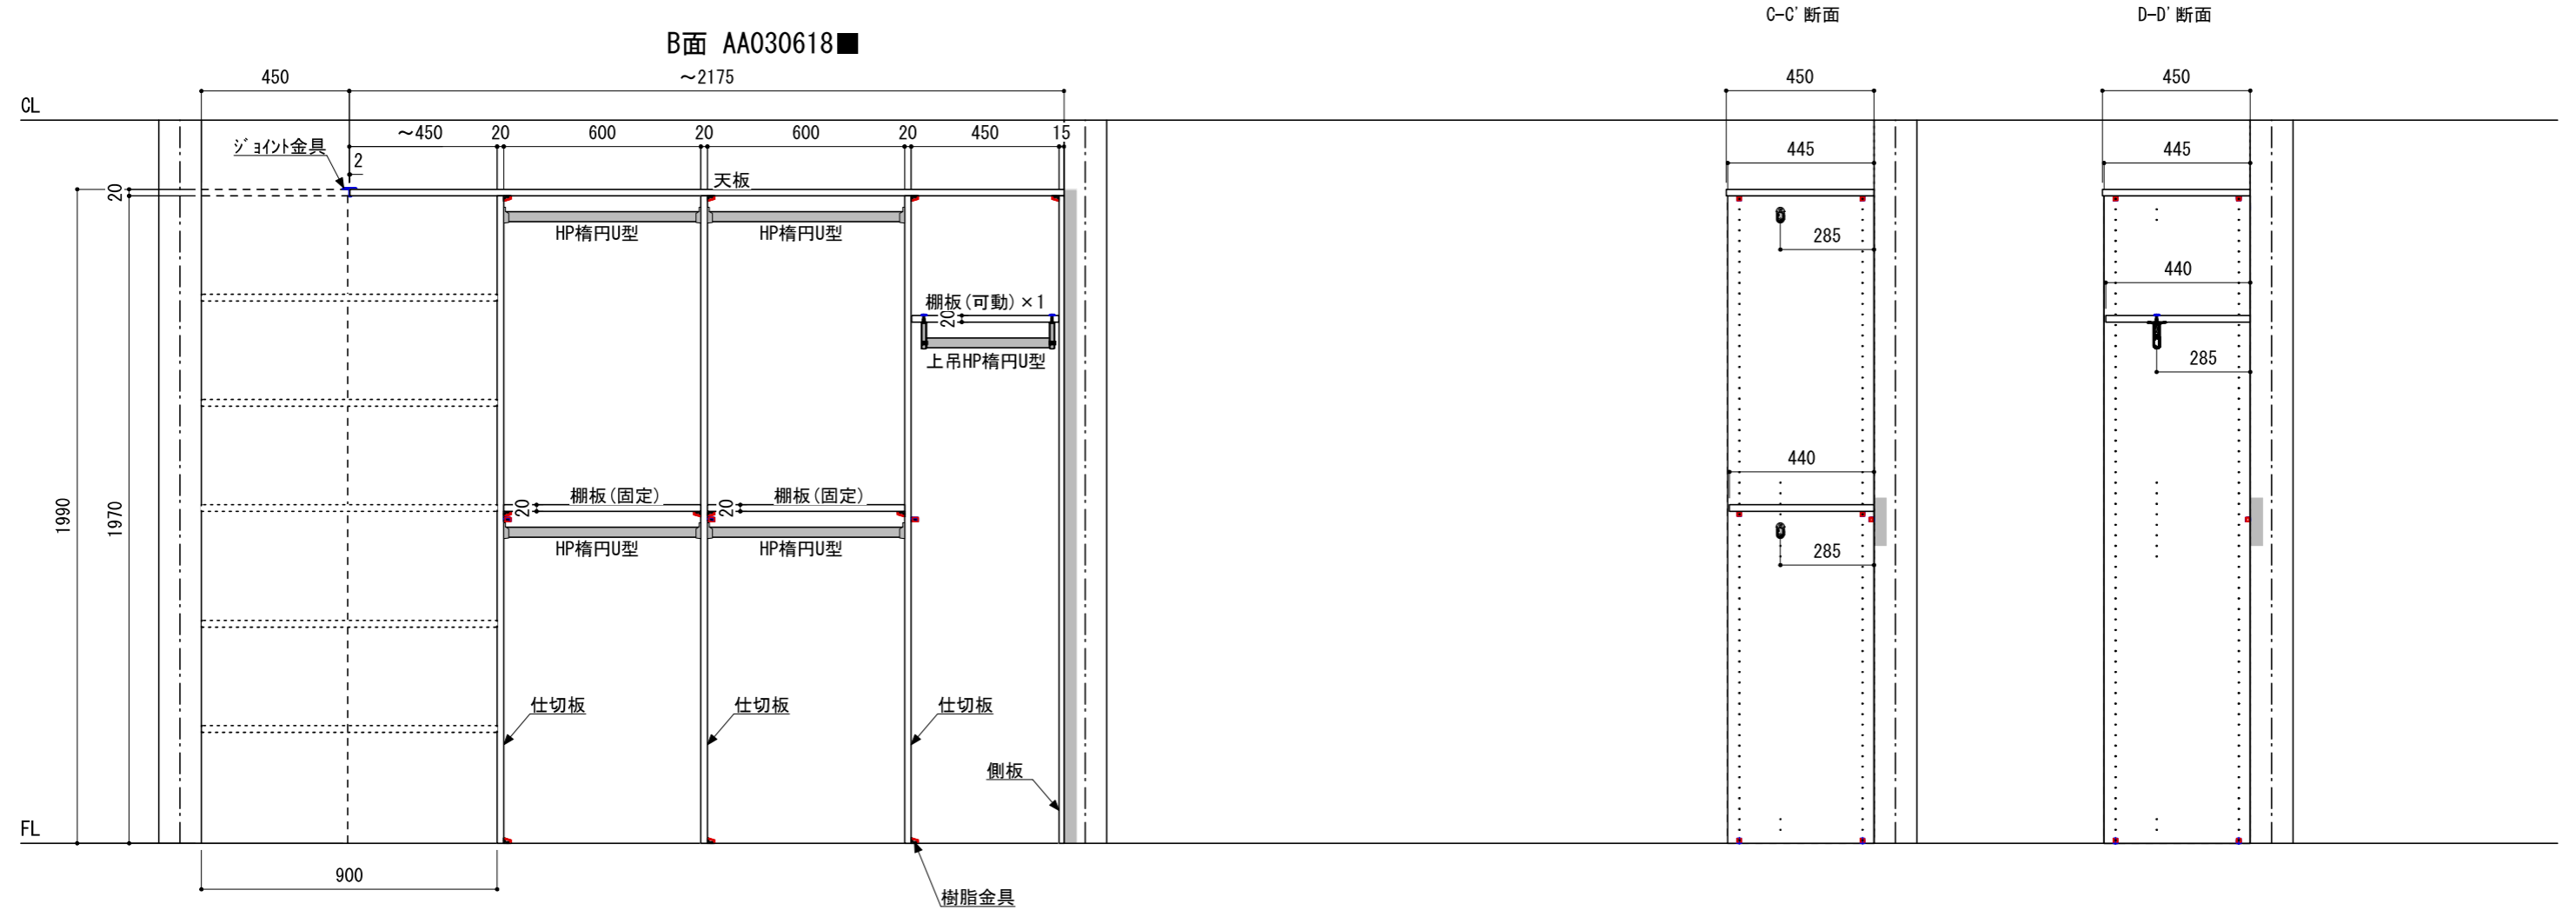 C-C' 断面
D-D' 断面
B面 AA030618■
450
～2175
450
450
CL
～450
20
600
20
600
20
450
15
ジョイント金具
2
445
445
天板
20
HP楕円U型
HP楕円U型
285
440
棚板(可動)×1
20
上吊HP楕円U型
285
440
棚板(固定)
棚板(固定)
20
20
1990
1970
HP楕円U型
HP楕円U型
285
仕切板
仕切板
仕切板
側板
FL
900
樹脂金具